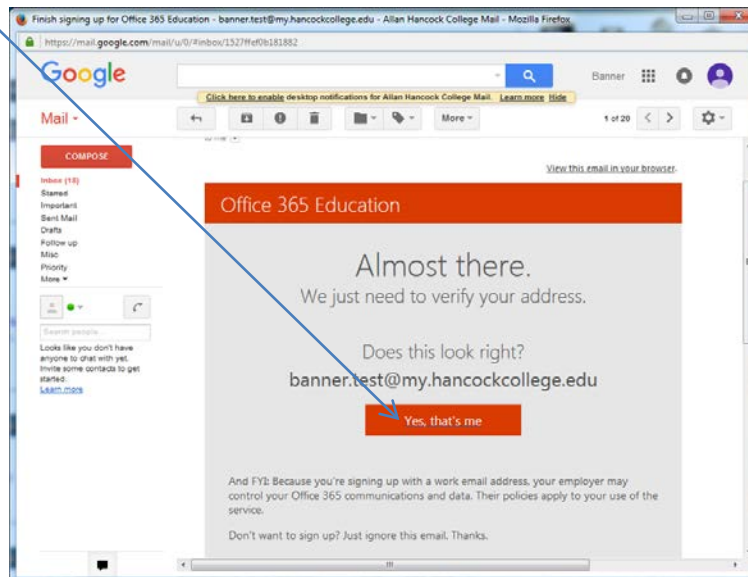 Finish signing up for Office 365 Education - banner.test@my.hancockcollege.edu - Allan Hancock College Mail - Mozilla Firefox
https://mail.google.com/mail/u/0/#inbox/1527ffef0b181882
Google
Banner
Click here to enable desktop notifications for Allan Hancock College Mail. Learn more Hide
Mail
More
1 of 20
COMPOSE
Inbox (18)
Starred
Important
Sent Mail
Drafts
Follow up
Misc
Priority
More
Search people...
Looks like you don't have
anyone to chat with yet.
Invite some contacts to get
started.
Learn more
View this email in your browser.
Office 365 Education
Almost there.
We just need to verify your address.
Does this look right?
banner.test@my.hancockcollege.edu
Yes, that's me
And FYI: Because you're signing up with a work email address, your employer may
control your Office 365 communications and data. Their policies apply to your use of the
service.
Don't want to sign up? Just ignore this email. Thanks.